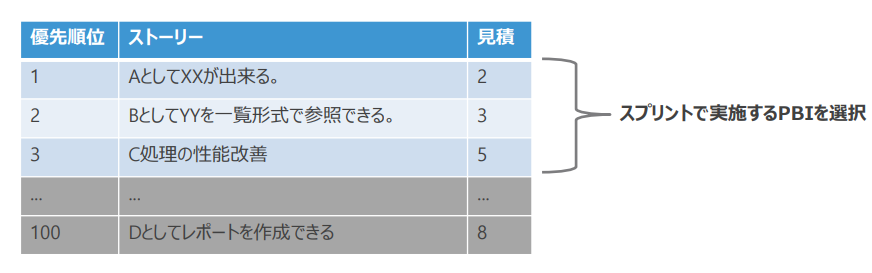 優先順位 ストーリー 見積
1 AとしてXXが出来る。 2
2 BとしてYYを一覧形式で参照できる。 3
3 C処理の性能改善 5
... ... ...
100 Dとしてレポートを作成できる 8
スプリントで実施するPBIを選択